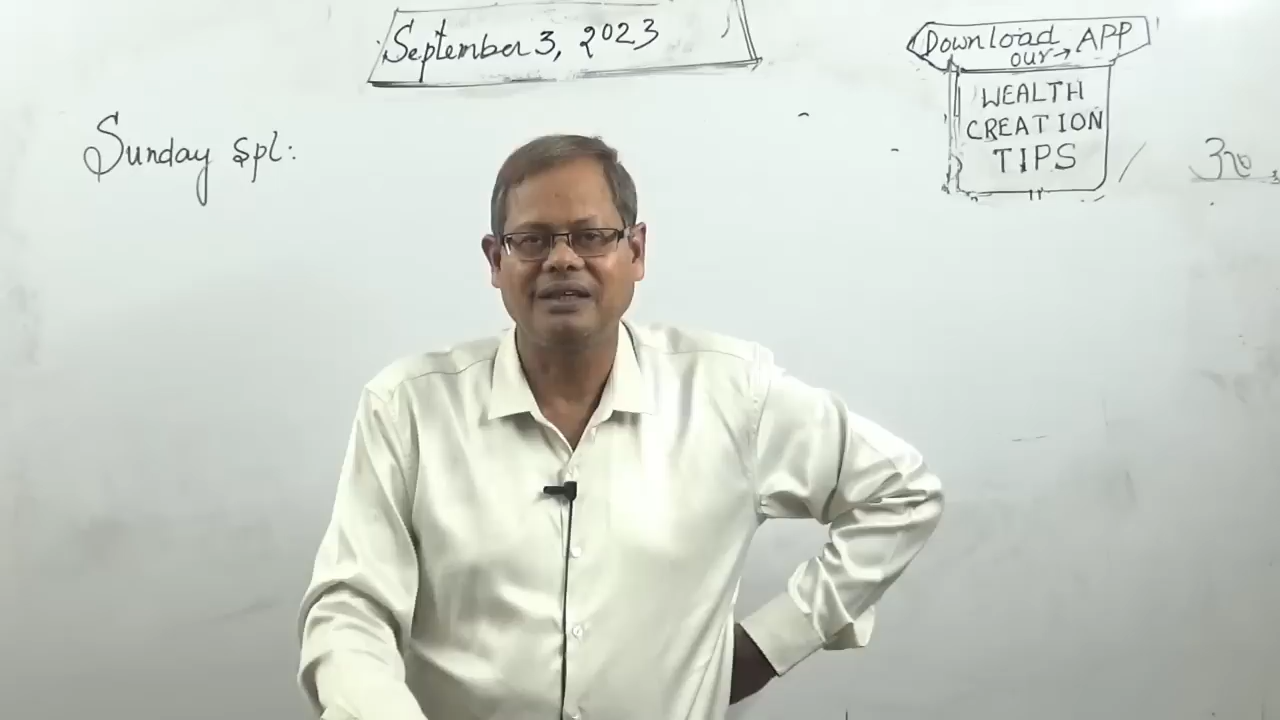 September 3, 2023
Download APP
our→
WEALTH
CREATION
TIPS
Sunday Spl: